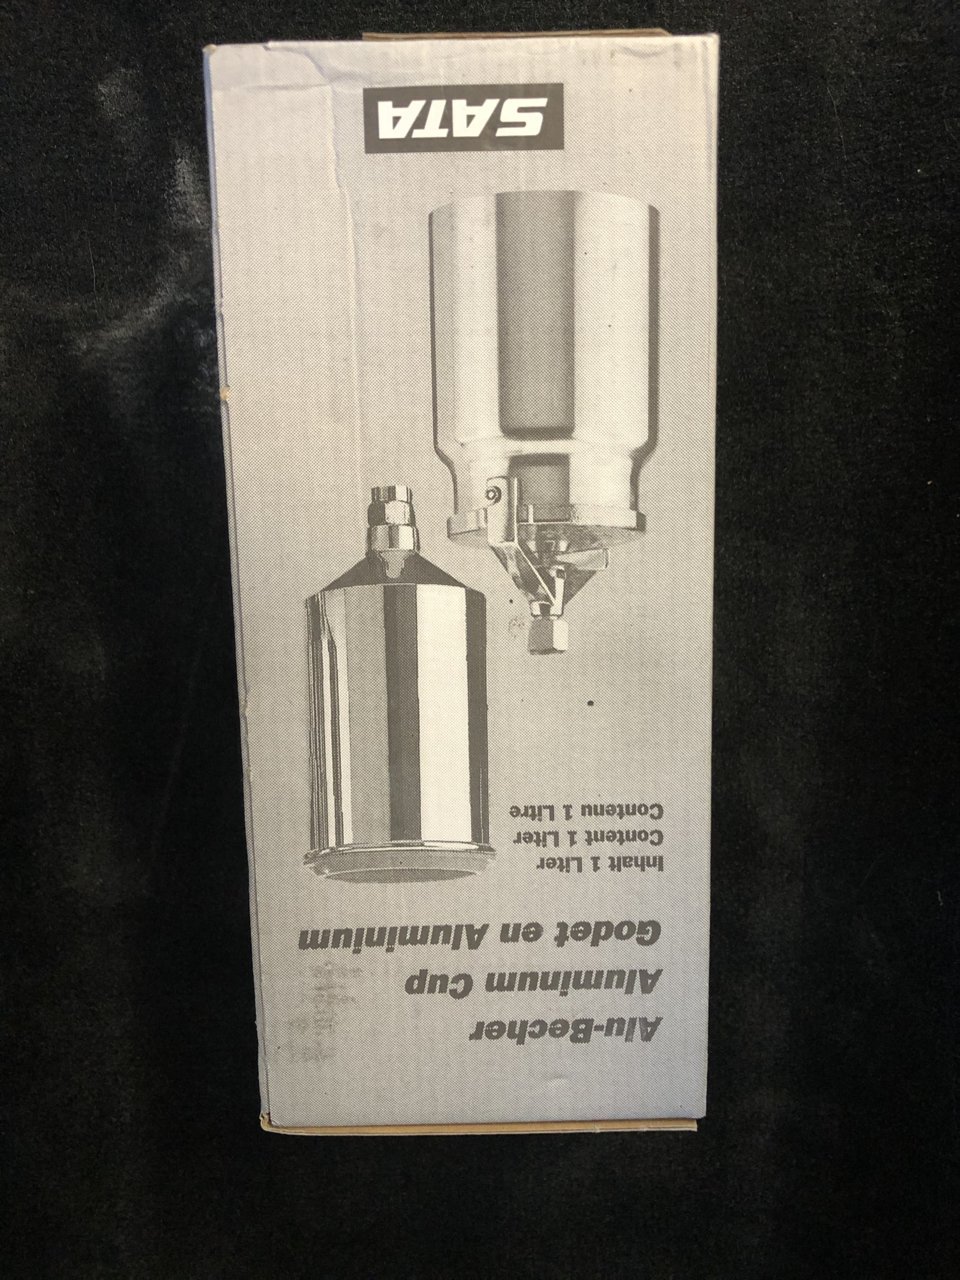 Alu-Becher
Aluminum Cup
Godet en Aluminium
Inhalt 1 Liter
Content 1 Liter
Contenu 1 Litre
SATA